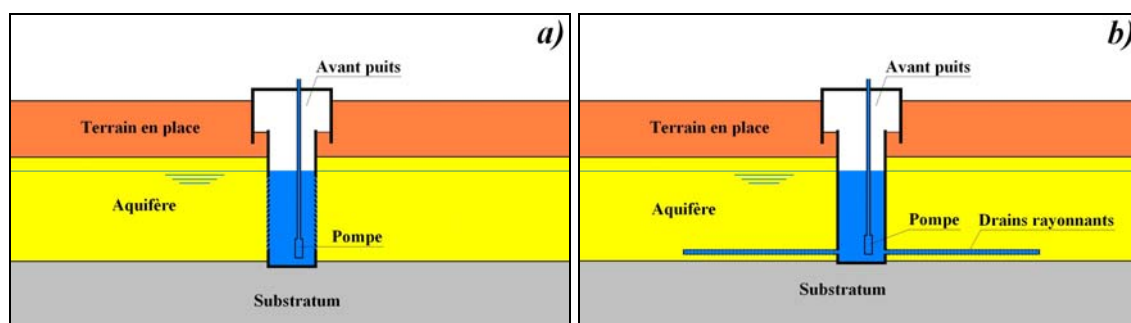 a)
Avant puits
Terrain en place
Aquifère
Pompe
Substratum
b)
Avant puits
Terrain en place
Aquifère
Pompe
Drains rayonnants
Substratum